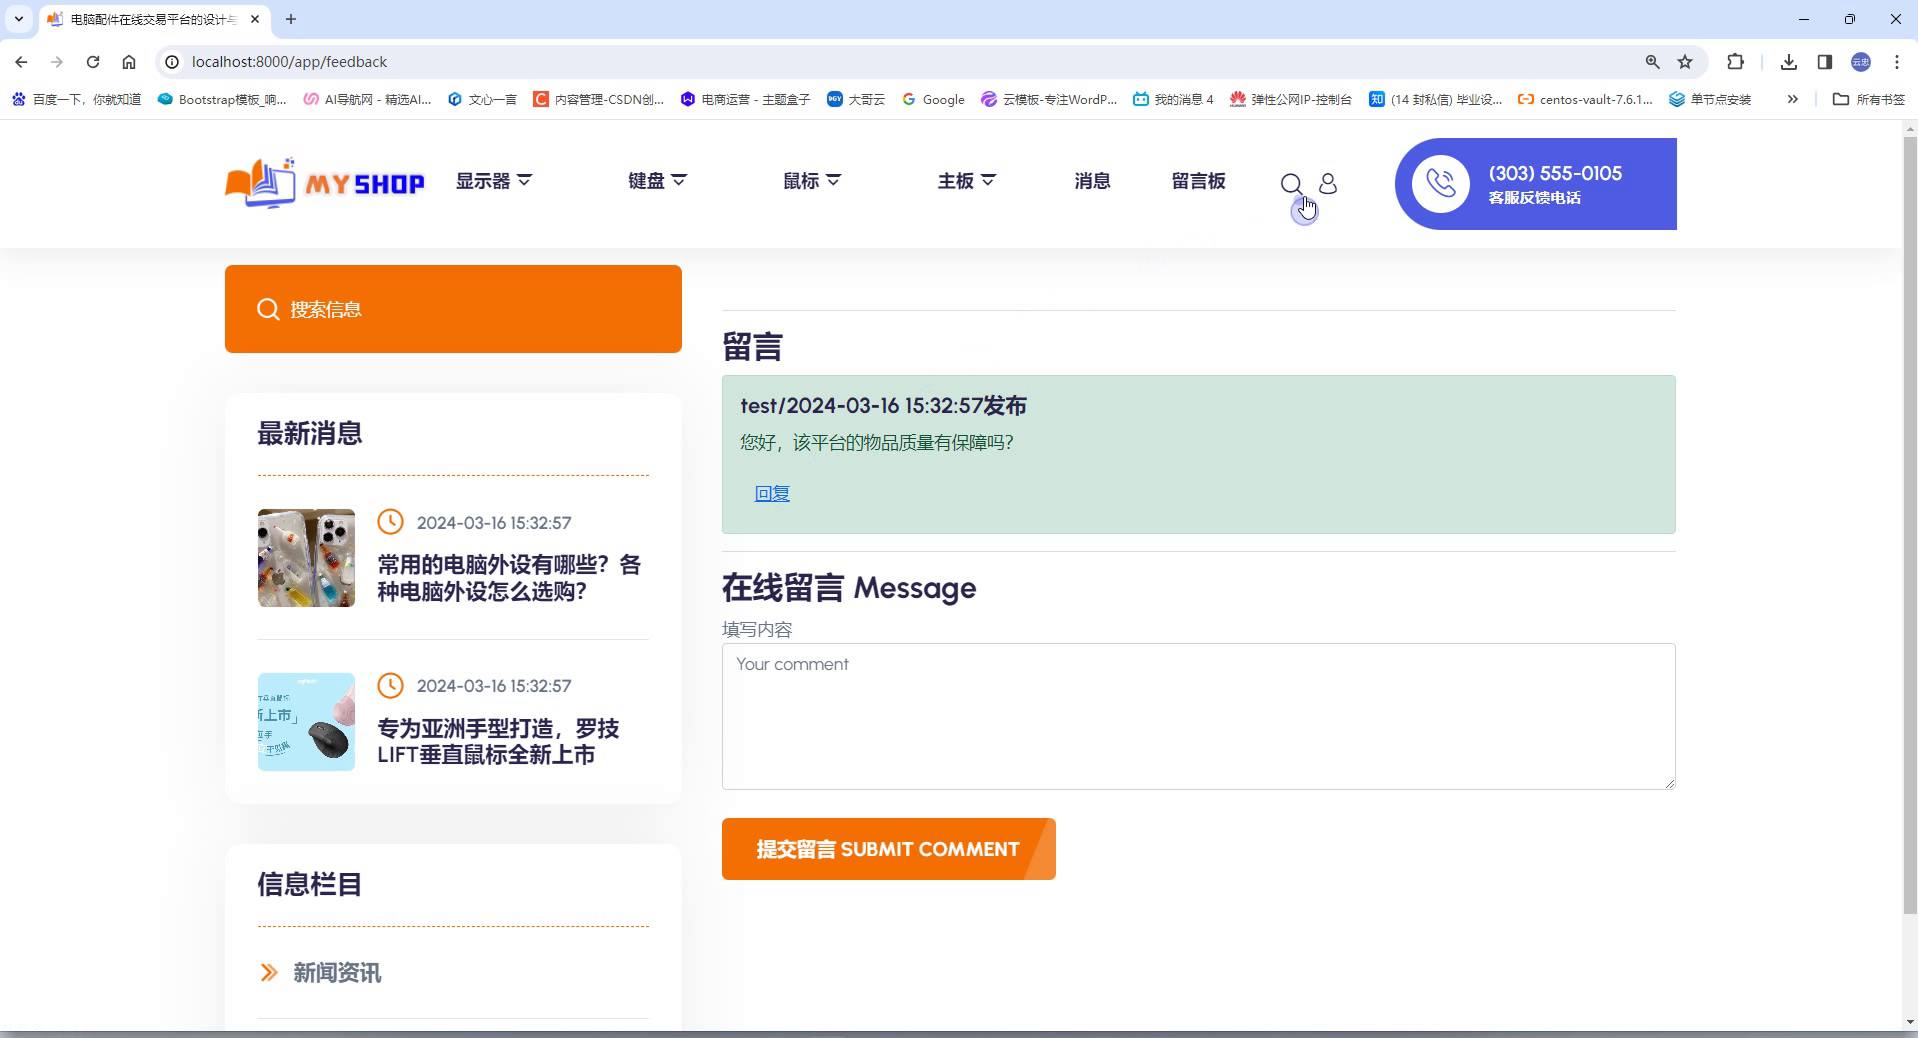 电脑配件在线交易平台的设计与
localhost:8000/app/feedback
百度一下，你就知道
Bootstrap模板_响...
AI导航网 - 精选AI...
文心一言
内容管理-CSDN创...
电商运营 - 主题盒子
大哥云
Google
云模板-专注WordP...
我的消息 4
弹性公网IP-控制台
(14 封私信) 毕业设...
centos-vault-7.6.1...
单节点安装
所有书签
MYSHOP
显示器
键盘
鼠标
主板
消息
留言板
(303) 555-0105
客服反馈电话
搜索信息
最新消息
2024-03-16 15:32:57
常用的电脑外设有哪些？各
种电脑外设怎么选购？
2024-03-16 15:32:57
专为亚洲手型打造，罗技
LIFT垂直鼠标全新上市
信息栏目
新闻资讯
留言
test/2024-03-16 15:32:57发布
您好，该平台的物品质量有保障吗？
回复
在线留言 Message
填写内容
Your comment
提交留言 SUBMIT COMMENT